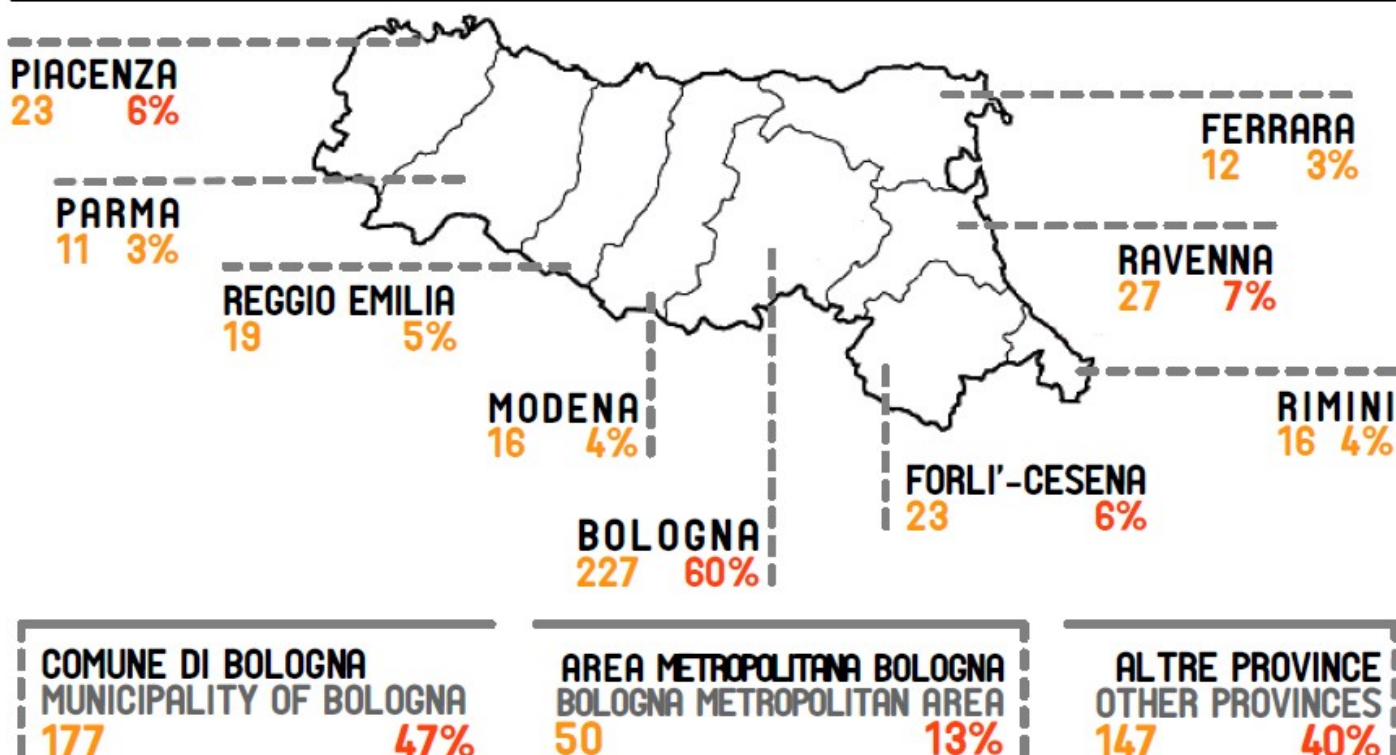 PIACENZA
23 6%
FERRARA
12 3%
PARMA
11 3%
RAVENNA
27 7%
REGGIO EMILIA
19 5%
MODENA
16 4%
RIMINI
16 4%
FORLI'-CESENA
23 6%
BOLOGNA
227 60%
COMUNE DI BOLOGNA
MUNICIPALITY OF BOLOGNA
177 47%
AREA METROPOLITANA BOLOGNA
BOLOGNA METROPOLITAN AREA
50 13%
ALTRE PROVINCE
OTHER PROVINCES
147 40%